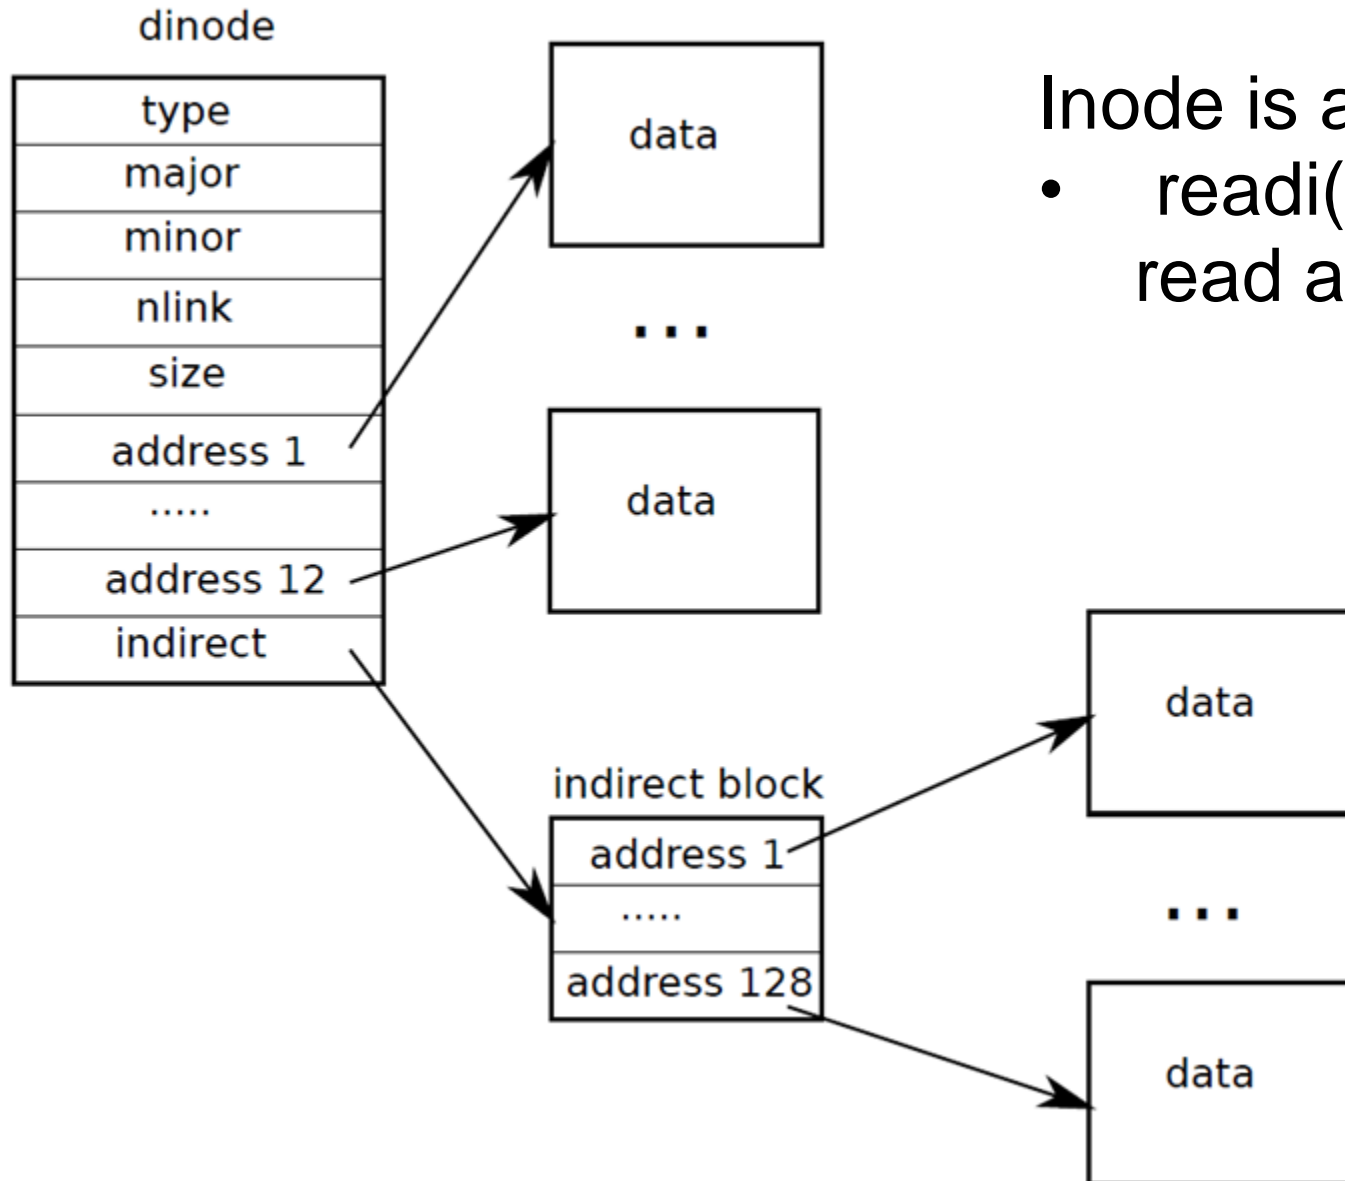 dinode
type
major
minor
nlink
size
address 1
.....
address 12
indirect
data
...
data
indirect block
address 1
.....
address 128
data
...
data
Inode is a
• readi(
read a